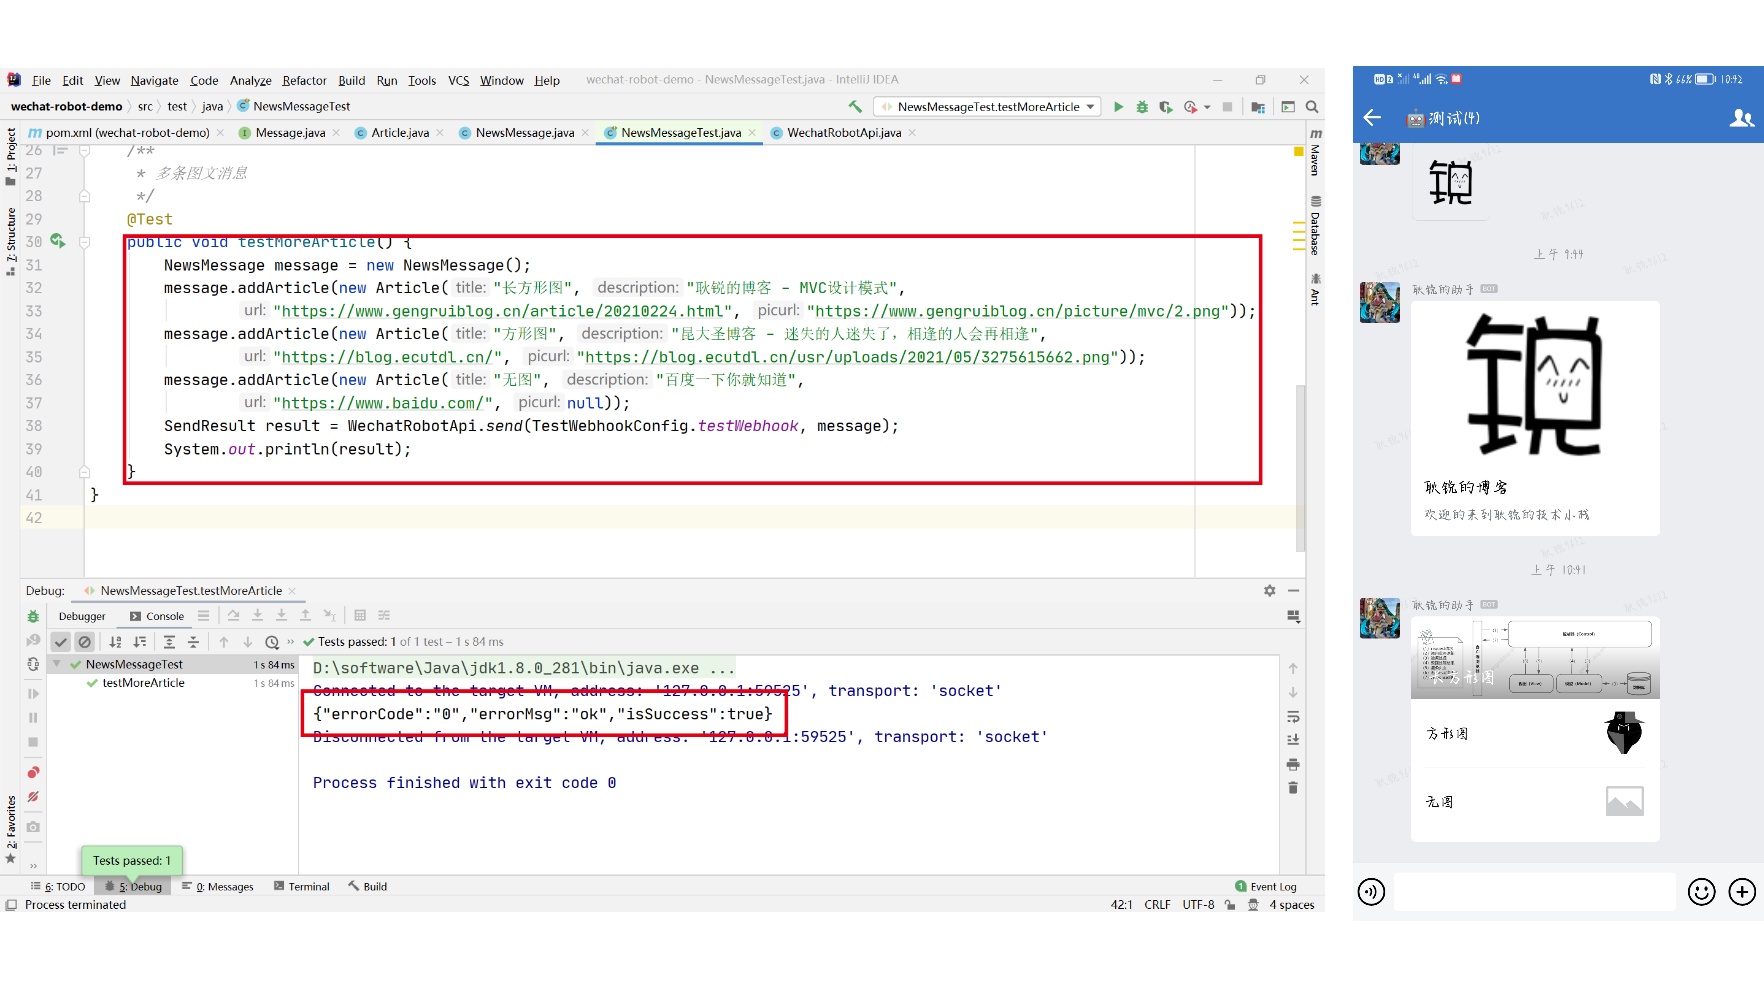 File Edit View Navigate Code Analyze Refactor Build Run Tools VCS Window Help wechat-robot-demo - NewsMessageTest.java - IntelliJ IDEA
wechat-robot-demo src test java NewsMessageTest NewsMessageTest.testMoreArticle
pom.xml (wechat-robot-demo) Message.java Article.java NewsMessage.java NewsMessageTest.java WechatRobotApi.java
1: Project
7: Structure
2: Favorites
Maven
Database
Ant
26 /**
27 * 多条图文消息
28 */
29 @Test
30 public void testMoreArticle() {
31 NewsMessage message = new NewsMessage();
32 message.addArticle(new Article( title: "长方形图", description: "耿锐的博客 - MVC设计模式",
33 url: "https://www.gengruiblog.cn/article/20210224.html", picurl: "https://www.gengruiblog.cn/picture/mvc/2.png"));
34 message.addArticle(new Article( title: "方形图", description: "昆大圣博客 - 迷失的人迷失了，相逢的人会再相逢",
35 url: "https://blog.ecutdl.cn/", picurl: "https://blog.ecutdl.cn/usr/uploads/2021/05/3275615662.png"));
36 message.addArticle(new Article( title: "无图", description: "百度一下你就知道",
37 url: "https://www.baidu.com/", picurl: null));
38 SendResult result = WechatRobotApi.send(TestWebhookConfig.testWebhook, message);
39 System.out.println(result);
40 }
41 }
42
Debug: NewsMessageTest.testMoreArticle
Debugger Console
Tests passed: 1 of 1 test – 1 s 84 ms
NewsMessageTest 1 s 84 ms
testMoreArticle 1 s 84 ms
D:\software\Java\jdk1.8.0_281\bin\java.exe ...
Connected to the target VM, address: '127.0.0.1:59525', transport: 'socket'
{"errorCode":"0","errorMsg":"ok","isSuccess":true}
Disconnected from the target VM, address: '127.0.0.1:59525', transport: 'socket'
Process finished with exit code 0
Tests passed: 1
6: TODO 5: Debug 0: Messages Terminal Build 1 Event Log
Process terminated 42:1 CRLF UTF-8 4 spaces
66% 10:42
测试(4)
锐
上午 9:44
耿锐的助手 BOT
锐
耿锐的博客
欢迎的来到耿锐的技术小栈
上午 10:41
耿锐的助手 BOT
长方形图
方形图
无图